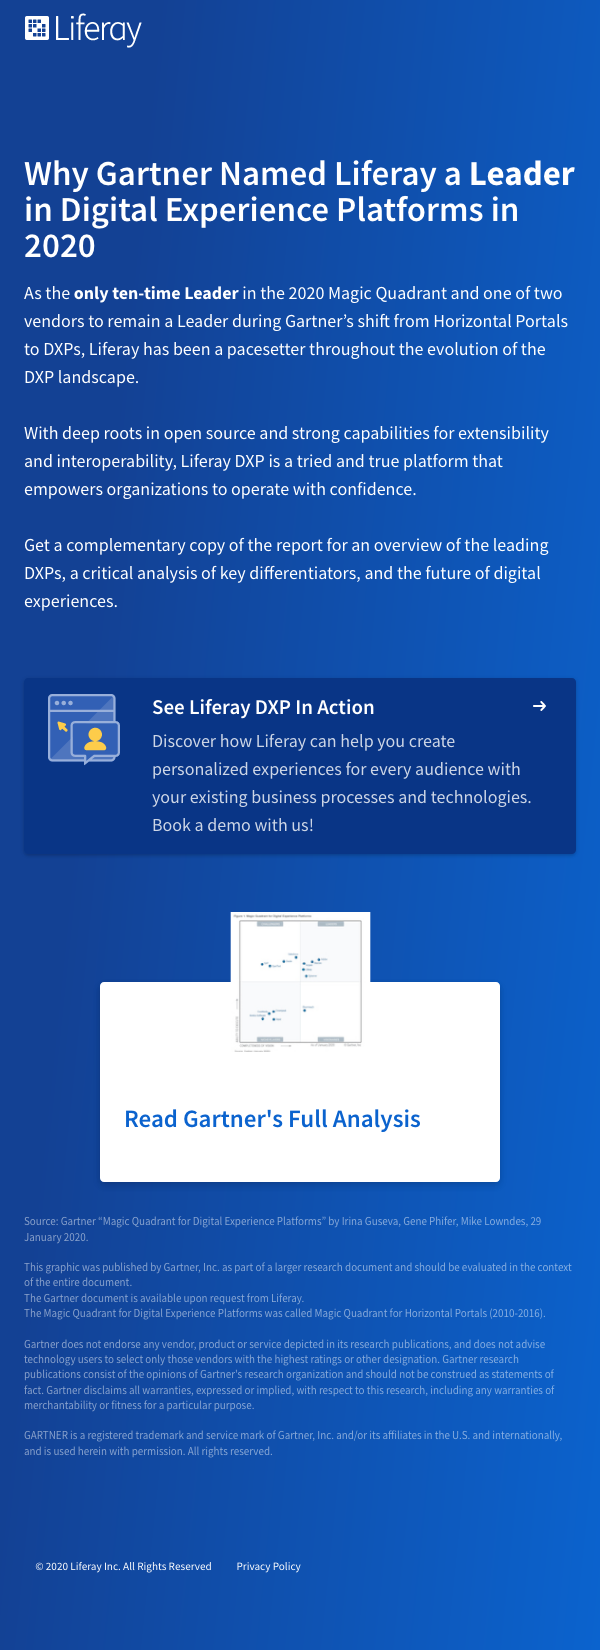 Liferay
Why Gartner Named Liferay a Leader
in Digital Experience Platforms in
2020
As the only ten-time Leader in the 2020 Magic Quadrant and one of two
vendors to remain a Leader during Gartner’s shift from Horizontal Portals
to DXPs, Liferay has been a pacesetter throughout the evolution of the
DXP landscape.
With deep roots in open source and strong capabilities for extensibility
and interoperability, Liferay DXP is a tried and true platform that
empowers organizations to operate with confidence.
Get a complementary copy of the report for an overview of the leading
DXPs, a critical analysis of key differentiators, and the future of digital
experiences.
See Liferay DXP In Action
Discover how Liferay can help you create
personalized experiences for every audience with
your existing business processes and technologies.
Book a demo with us!
Read Gartner's Full Analysis
Source: Gartner “Magic Quadrant for Digital Experience Platforms” by Irina Guseva, Gene Phifer, Mike Lowndes, 29
January 2020.
This graphic was published by Gartner, Inc. as part of a larger research document and should be evaluated in the context
of the entire document.
The Gartner document is available upon request from Liferay.
The Magic Quadrant for Digital Experience Platforms was called Magic Quadrant for Horizontal Portals (2010-2016).
Gartner does not endorse any vendor, product or service depicted in its research publications, and does not advise
technology users to select only those vendors with the highest ratings or other designation. Gartner research
publications consist of the opinions of Gartner's research organization and should not be construed as statements of
fact. Gartner disclaims all warranties, expressed or implied, with respect to this research, including any warranties of
merchantability or fitness for a particular purpose.
GARTNER is a registered trademark and service mark of Gartner, Inc. and/or its affiliates in the U.S. and internationally,
and is used herein with permission. All rights reserved.
© 2020 Liferay Inc. All Rights Reserved Privacy Policy